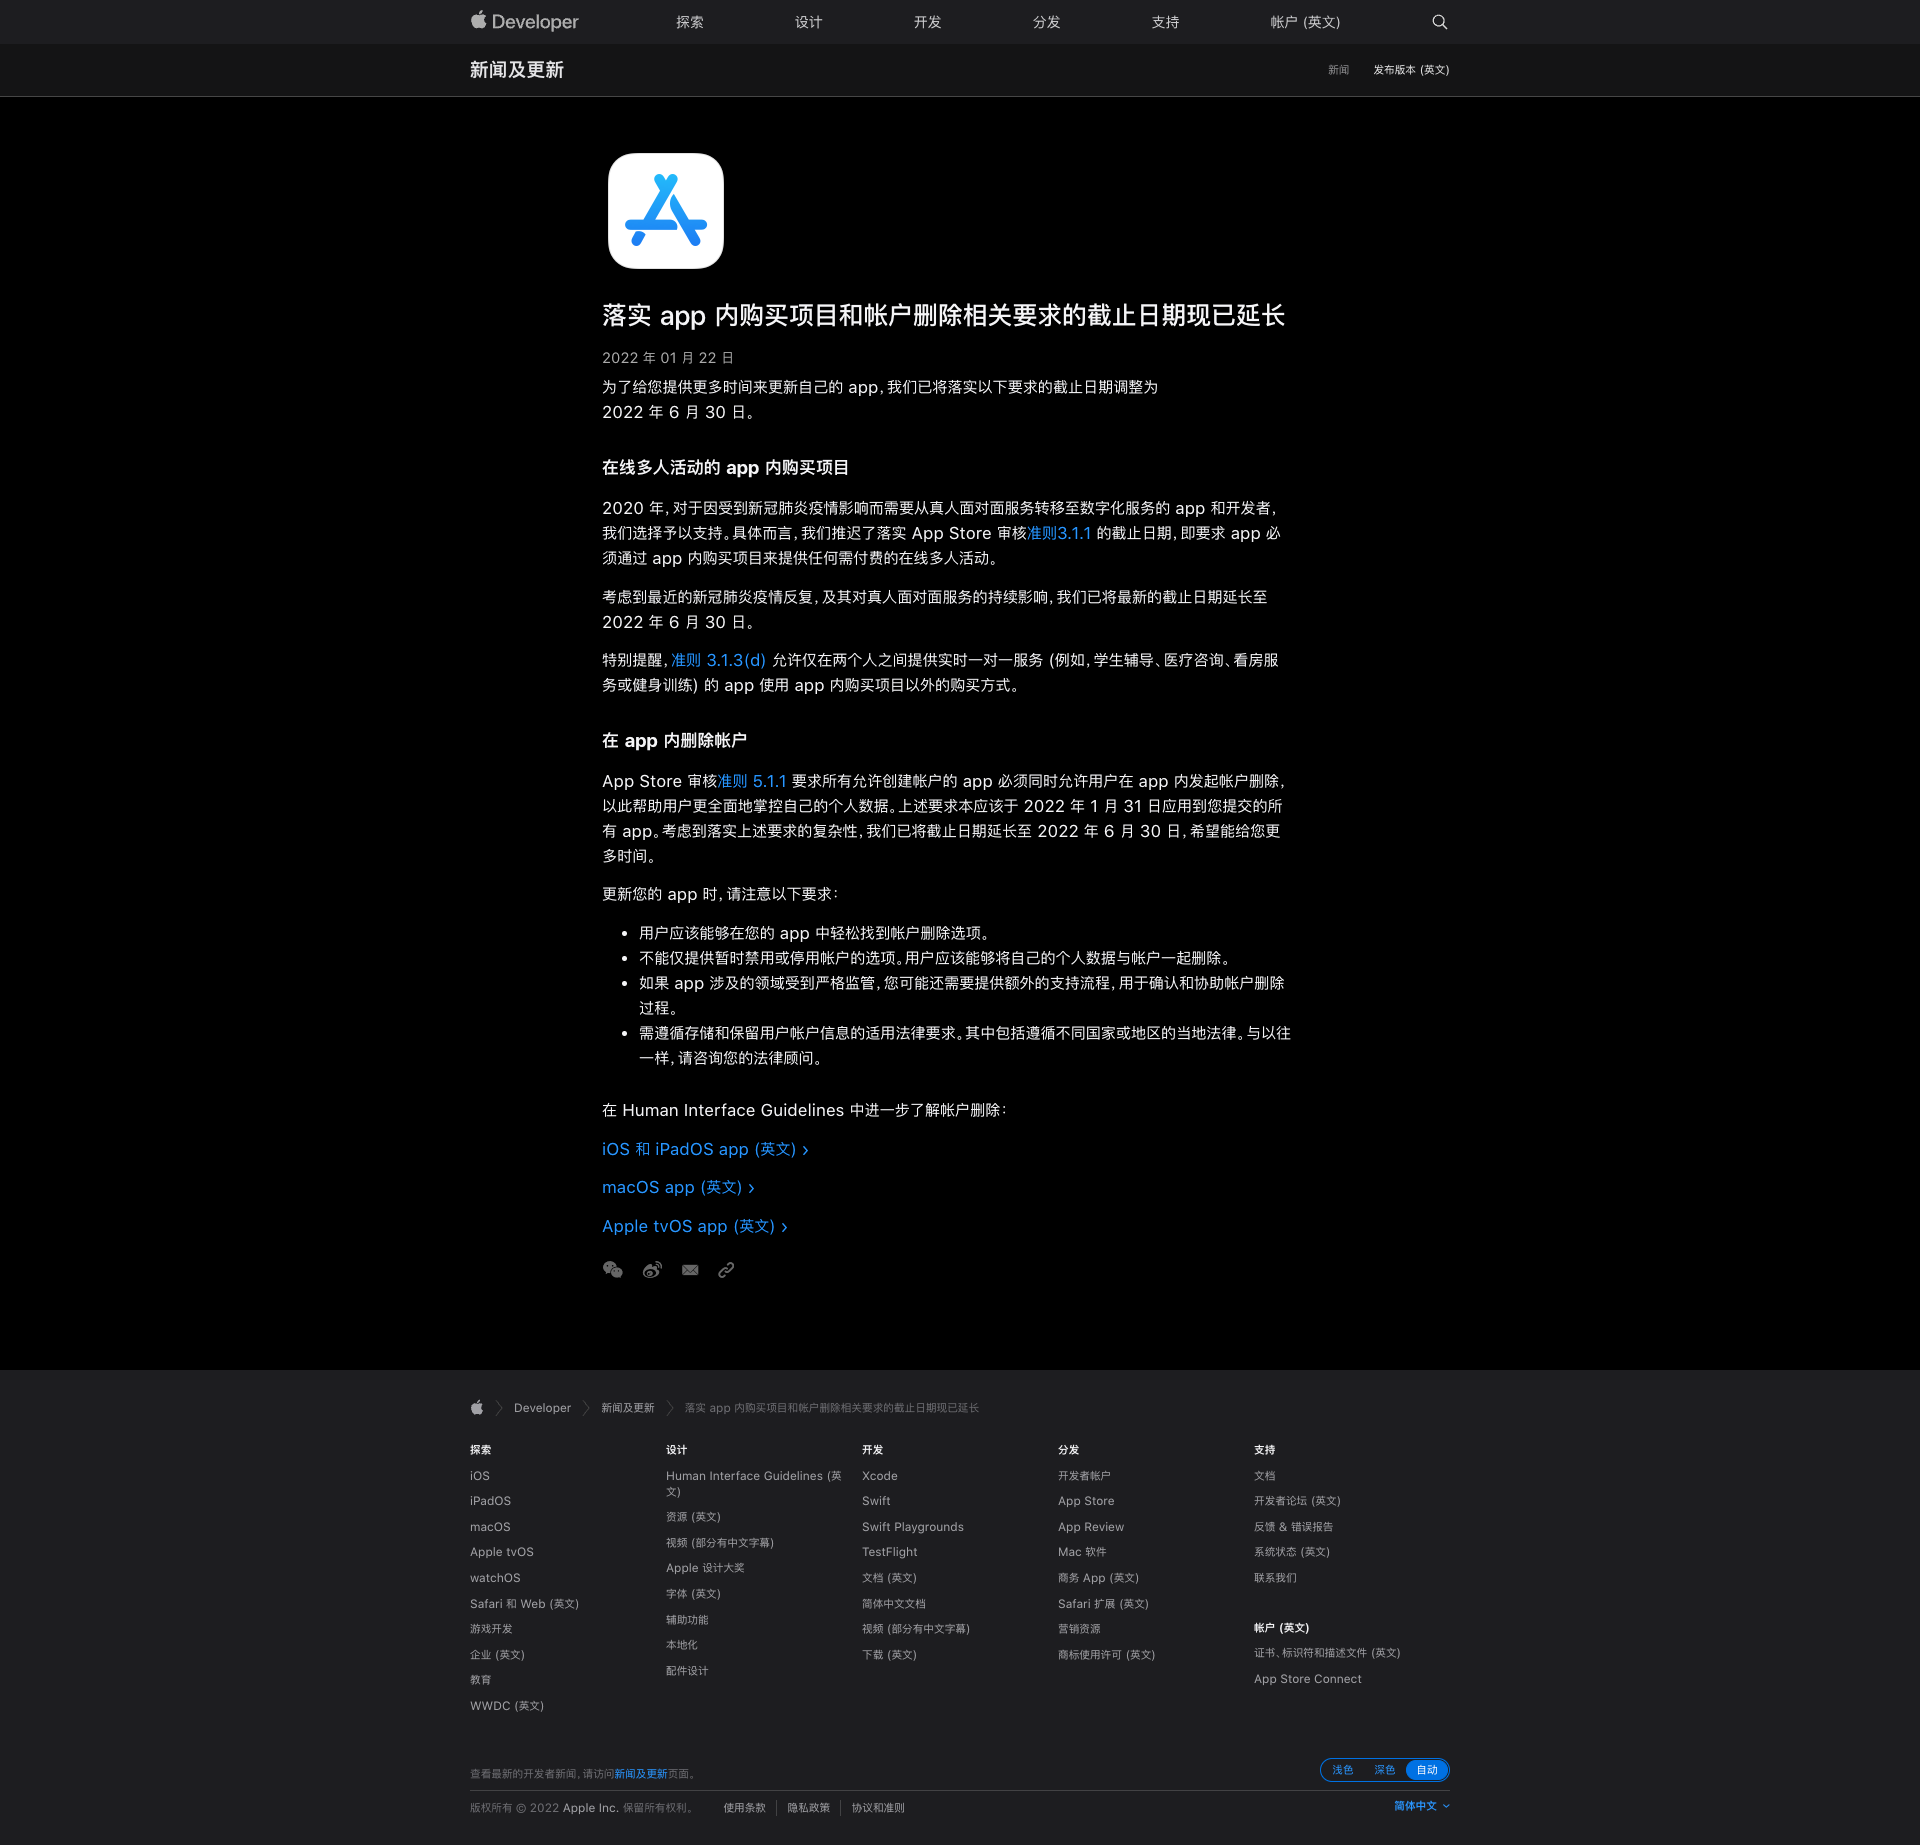 Developer
探索
设计
开发
分发
支持
帐户 (英文)
新闻及更新
新闻
发布版本 (英文)
落实 app 内购买项目和帐户删除相关要求的截止日期现已延长
2022 年 01 月 22 日
为了给您提供更多时间来更新自己的 app，我们已将落实以下要求的截止日期调整为
2022 年 6 月 30 日。
在线多人活动的 app 内购买项目
2020 年，对于因受到新冠肺炎疫情影响而需要从真人面对面服务转移至数字化服务的 app 和开发者，
我们选择予以支持。具体而言，我们推迟了落实 App Store 审核准则3.1.1 的截止日期，即要求 app 必
须通过 app 内购买项目来提供任何需付费的在线多人活动。
考虑到最近的新冠肺炎疫情反复，及其对真人面对面服务的持续影响，我们已将最新的截止日期延长至
2022 年 6 月 30 日。
特别提醒，准则 3.1.3(d) 允许仅在两个人之间提供实时一对一服务 (例如，学生辅导、医疗咨询、看房服
务或健身训练) 的 app 使用 app 内购买项目以外的购买方式。
在 app 内删除帐户
App Store 审核准则 5.1.1 要求所有允许创建帐户的 app 必须同时允许用户在 app 内发起帐户删除，
以此帮助用户更全面地掌控自己的个人数据。上述要求本应该于 2022 年 1 月 31 日应用到您提交的所
有 app。考虑到落实上述要求的复杂性，我们已将截止日期延长至 2022 年 6 月 30 日，希望能给您更
多时间。
更新您的 app 时，请注意以下要求：
• 用户应该能够在您的 app 中轻松找到帐户删除选项。
• 不能仅提供暂时禁用或停用帐户的选项。用户应该能够将自己的个人数据与帐户一起删除。
• 如果 app 涉及的领域受到严格监管，您可能还需要提供额外的支持流程，用于确认和协助帐户删除
过程。
• 需遵循存储和保留用户帐户信息的适用法律要求。其中包括遵循不同国家或地区的当地法律。与以往
一样，请咨询您的法律顾问。
在 Human Interface Guidelines 中进一步了解帐户删除：
iOS 和 iPadOS app (英文) ›
macOS app (英文) ›
Apple tvOS app (英文) ›
Developer
新闻及更新
落实 app 内购买项目和帐户删除相关要求的截止日期现已延长
探索
iOS
iPadOS
macOS
Apple tvOS
watchOS
Safari 和 Web (英文)
游戏开发
企业 (英文)
教育
WWDC (英文)
设计
Human Interface Guidelines (英
文)
资源 (英文)
视频 (部分有中文字幕)
Apple 设计大奖
字体 (英文)
辅助功能
本地化
配件设计
开发
Xcode
Swift
Swift Playgrounds
TestFlight
文档 (英文)
简体中文文档
视频 (部分有中文字幕)
下载 (英文)
分发
开发者帐户
App Store
App Review
Mac 软件
商务 App (英文)
Safari 扩展 (英文)
营销资源
商标使用许可 (英文)
支持
文档
开发者论坛 (英文)
反馈 & 错误报告
系统状态 (英文)
联系我们
帐户 (英文)
证书、标识符和描述文件 (英文)
App Store Connect
查看最新的开发者新闻，请访问新闻及更新页面。
浅色
深色
自动
版权所有 © 2022 Apple Inc. 保留所有权利。
使用条款
隐私政策
协议和准则
简体中文